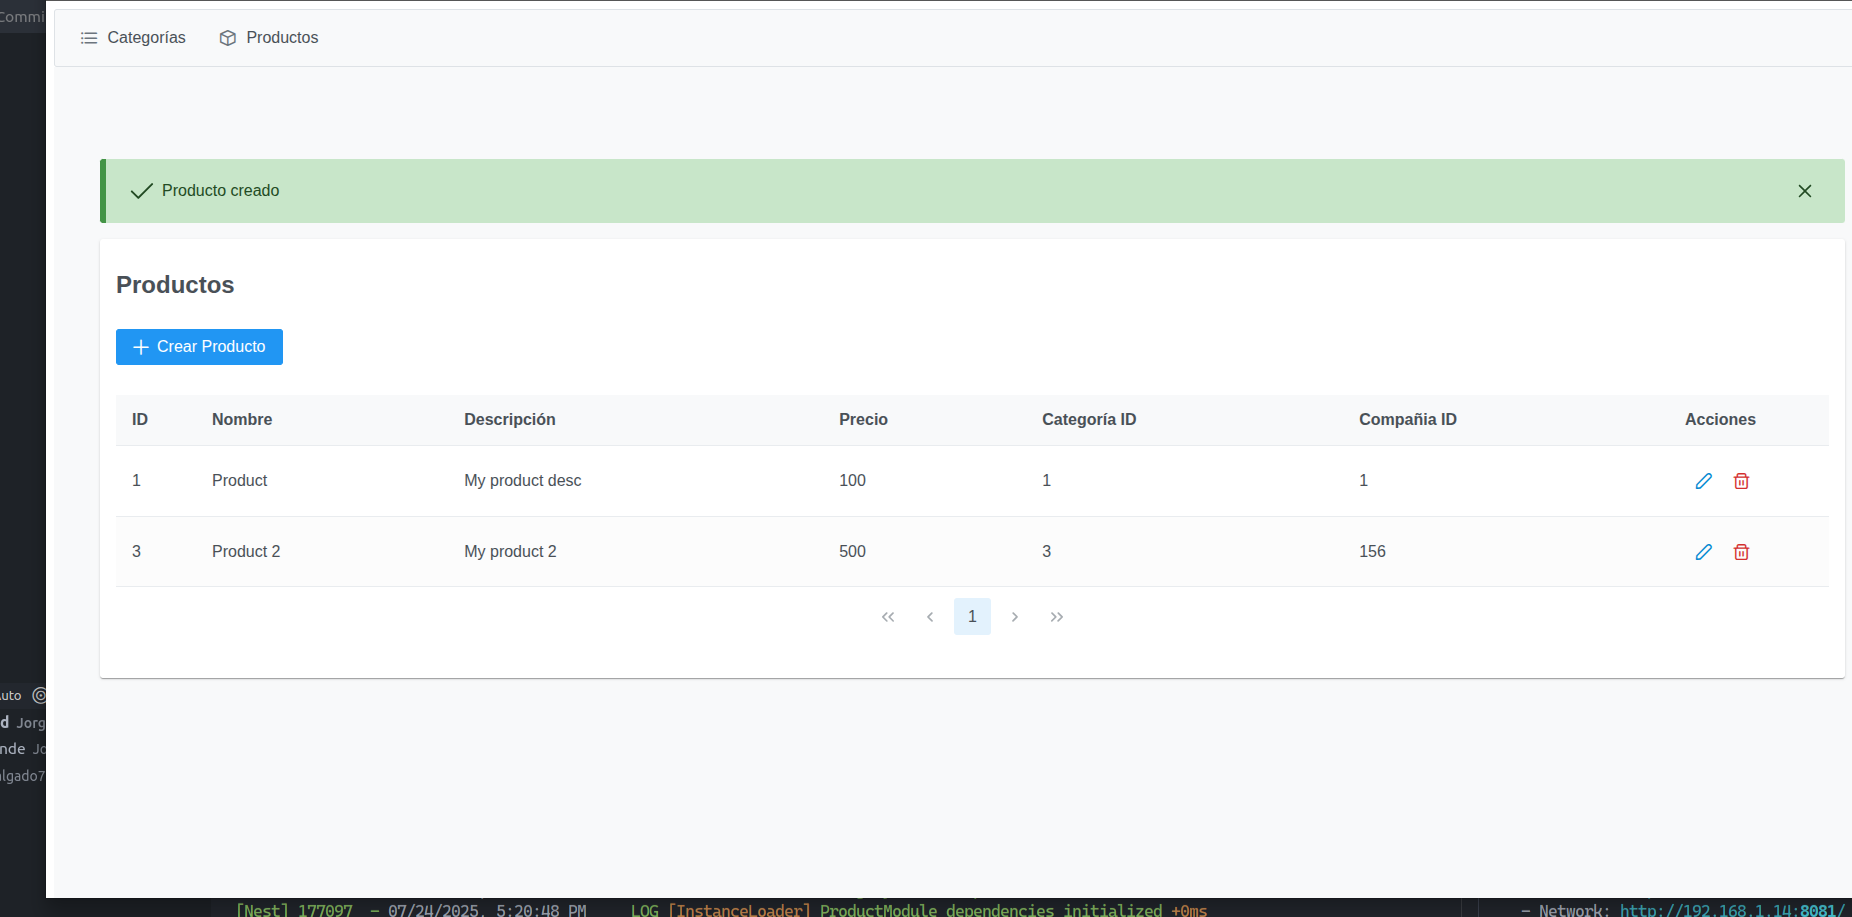 Commi
Categorías Productos
Producto creado
Productos
Crear Producto
ID Nombre Descripción Precio Categoría ID Compañia ID Acciones
1 Product My product desc 100 1 1
3 Product 2 My product 2 500 3 156
1
uto
d Jorg
nde Jo
lgado7
[Nest] 177097 - 07/24/2025, 5:20:48 PM LOG [InstanceLoader] ProductModule dependencies initialized +0ms
- Network: http://192.168.1.14:8081/